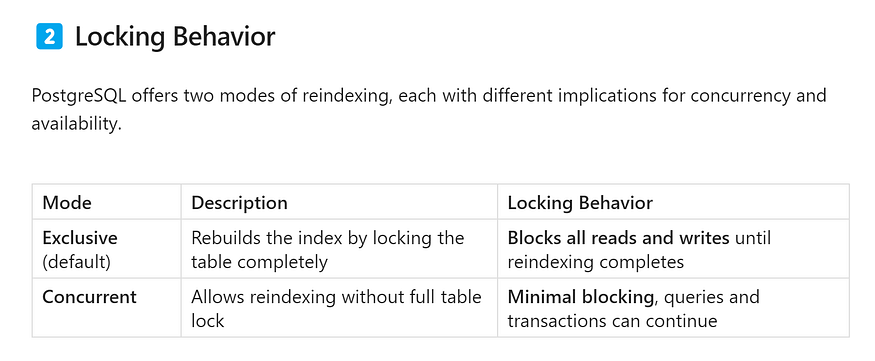 2 Locking Behavior
PostgreSQL offers two modes of reindexing, each with different implications for concurrency and
availability.
Mode Description Locking Behavior
Exclusive
(default)
Rebuilds the index by locking the
table completely
Blocks all reads and writes until
reindexing completes
Concurrent
Allows reindexing without full table
lock
Minimal blocking, queries and
transactions can continue